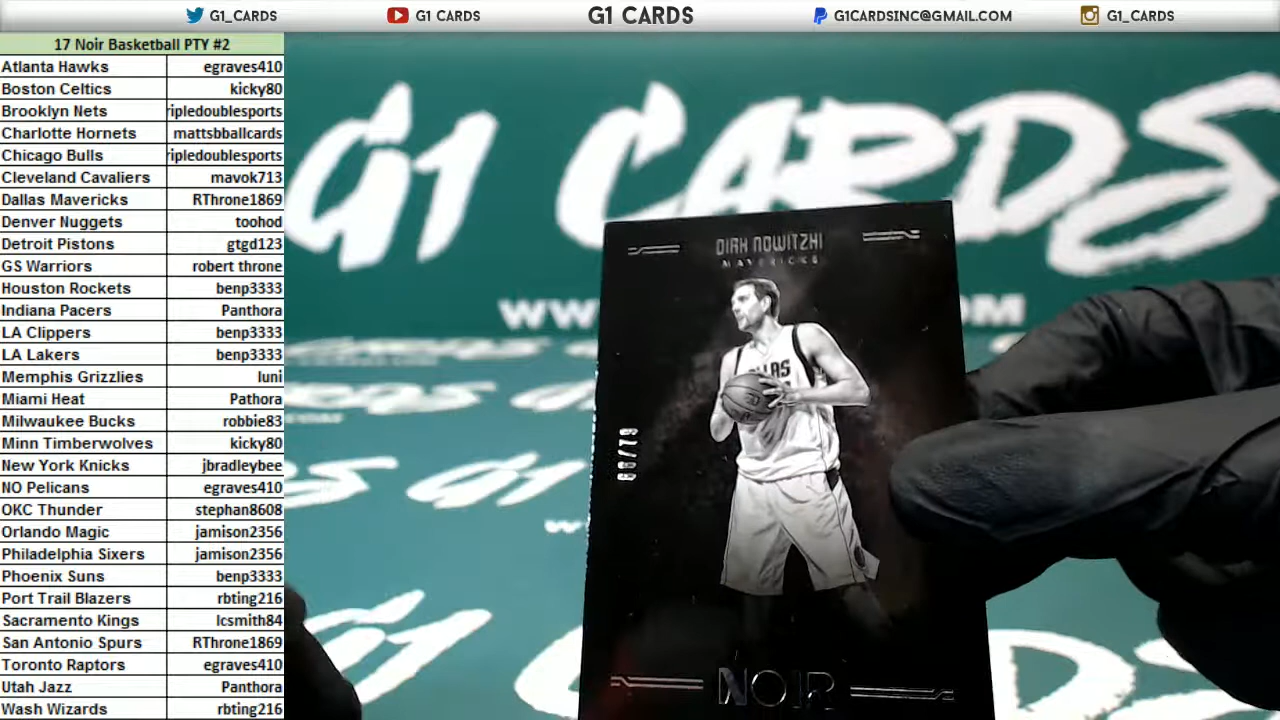 G1_CARDS
G1 CARDS
G1 CARDS
G1CARDSINC@GMAIL.COM
G1_CARDS
17 Noir Basketball PTY #2
Atlanta Hawks egraves410
Boston Celtics kicky80
Brooklyn Nets ripledoublesports
Charlotte Hornets mattsbballcards
Chicago Bulls ripledoublesports
Cleveland Cavaliers mavok713
Dallas Mavericks RThrone1869
Denver Nuggets toohod
Detroit Pistons gtgd123
GS Warriors robert throne
Houston Rockets benp3333
Indiana Pacers Panthora
LA Clippers benp3333
LA Lakers benp3333
Memphis Grizzlies luni
Miami Heat Pathora
Milwaukee Bucks robbie83
Minn Timberwolves kicky80
New York Knicks jbradleybee
NO Pelicans egraves410
OKC Thunder stephan8608
Orlando Magic jamison2356
Philadelphia Sixers jamison2356
Phoenix Suns benp3333
Port Trail Blazers rbting216
Sacramento Kings lcsmith84
San Antonio Spurs RThrone1869
Toronto Raptors egraves410
Utah Jazz Panthora
Wash Wizards rbting216
G1 CARDS
DIRK NOWITZKI
MAVERICKS
NOIR